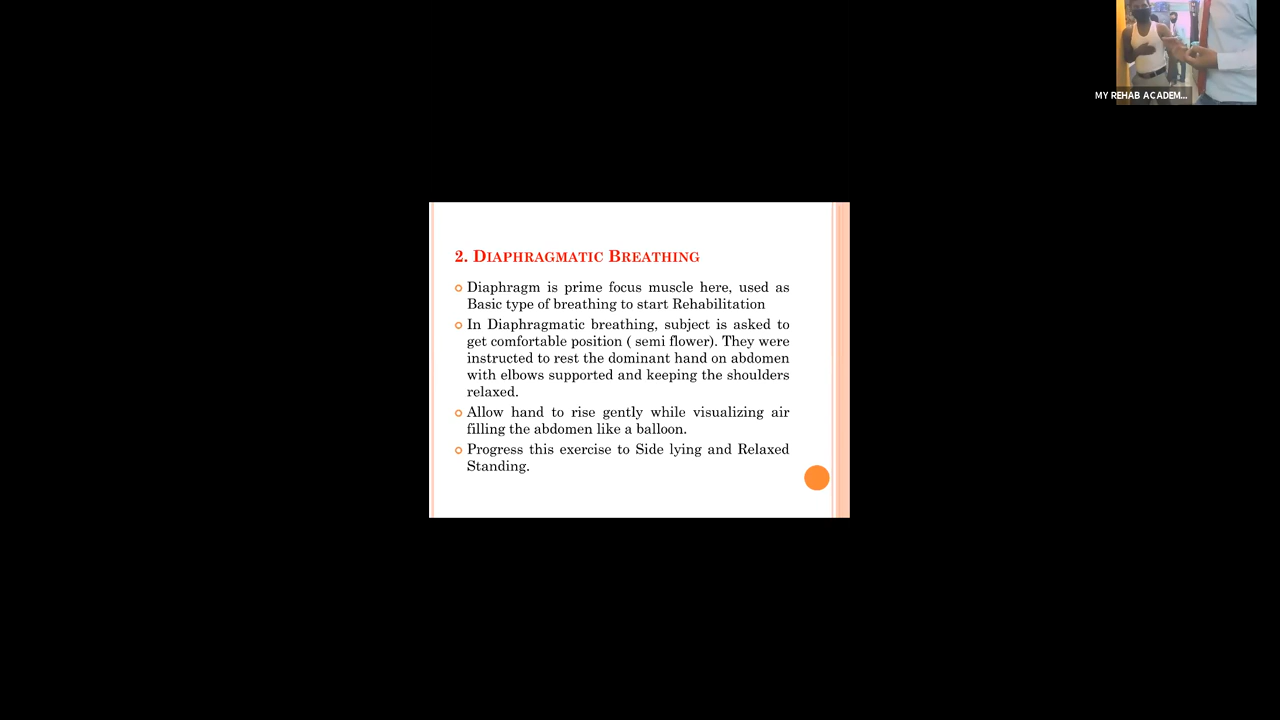 MY REHAB ACADEM...
2. DIAPHRAGMATIC BREATHING
Diaphragm is prime focus muscle here, used as
Basic type of breathing to start Rehabilitation
In Diaphragmatic breathing, subject is asked to
get comfortable position ( semi flower). They were
instructed to rest the dominant hand on abdomen
with elbows supported and keeping the shoulders
relaxed.
Allow hand to rise gently while visualizing air
filling the abdomen like a balloon.
Progress this exercise to Side lying and Relaxed
Standing.